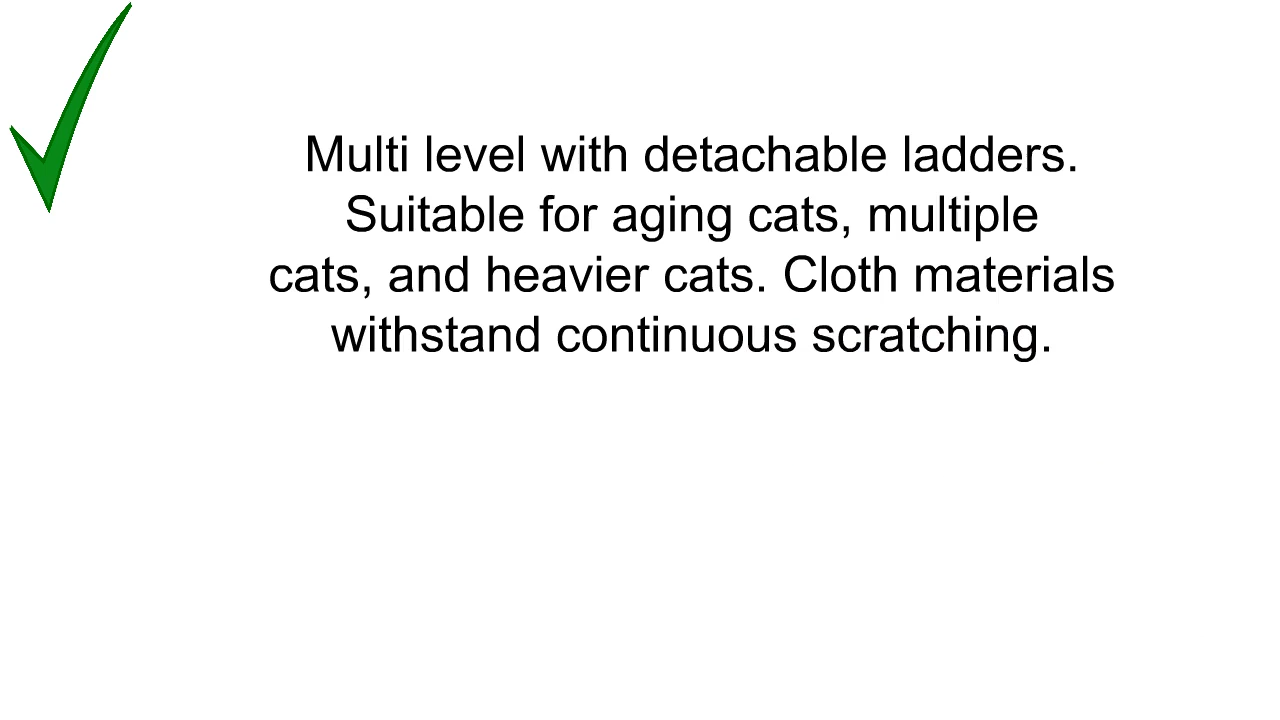 Multi level with detachable ladders.
Suitable for aging cats, multiple
cats, and heavier cats. Cloth materials
withstand continuous scratching.